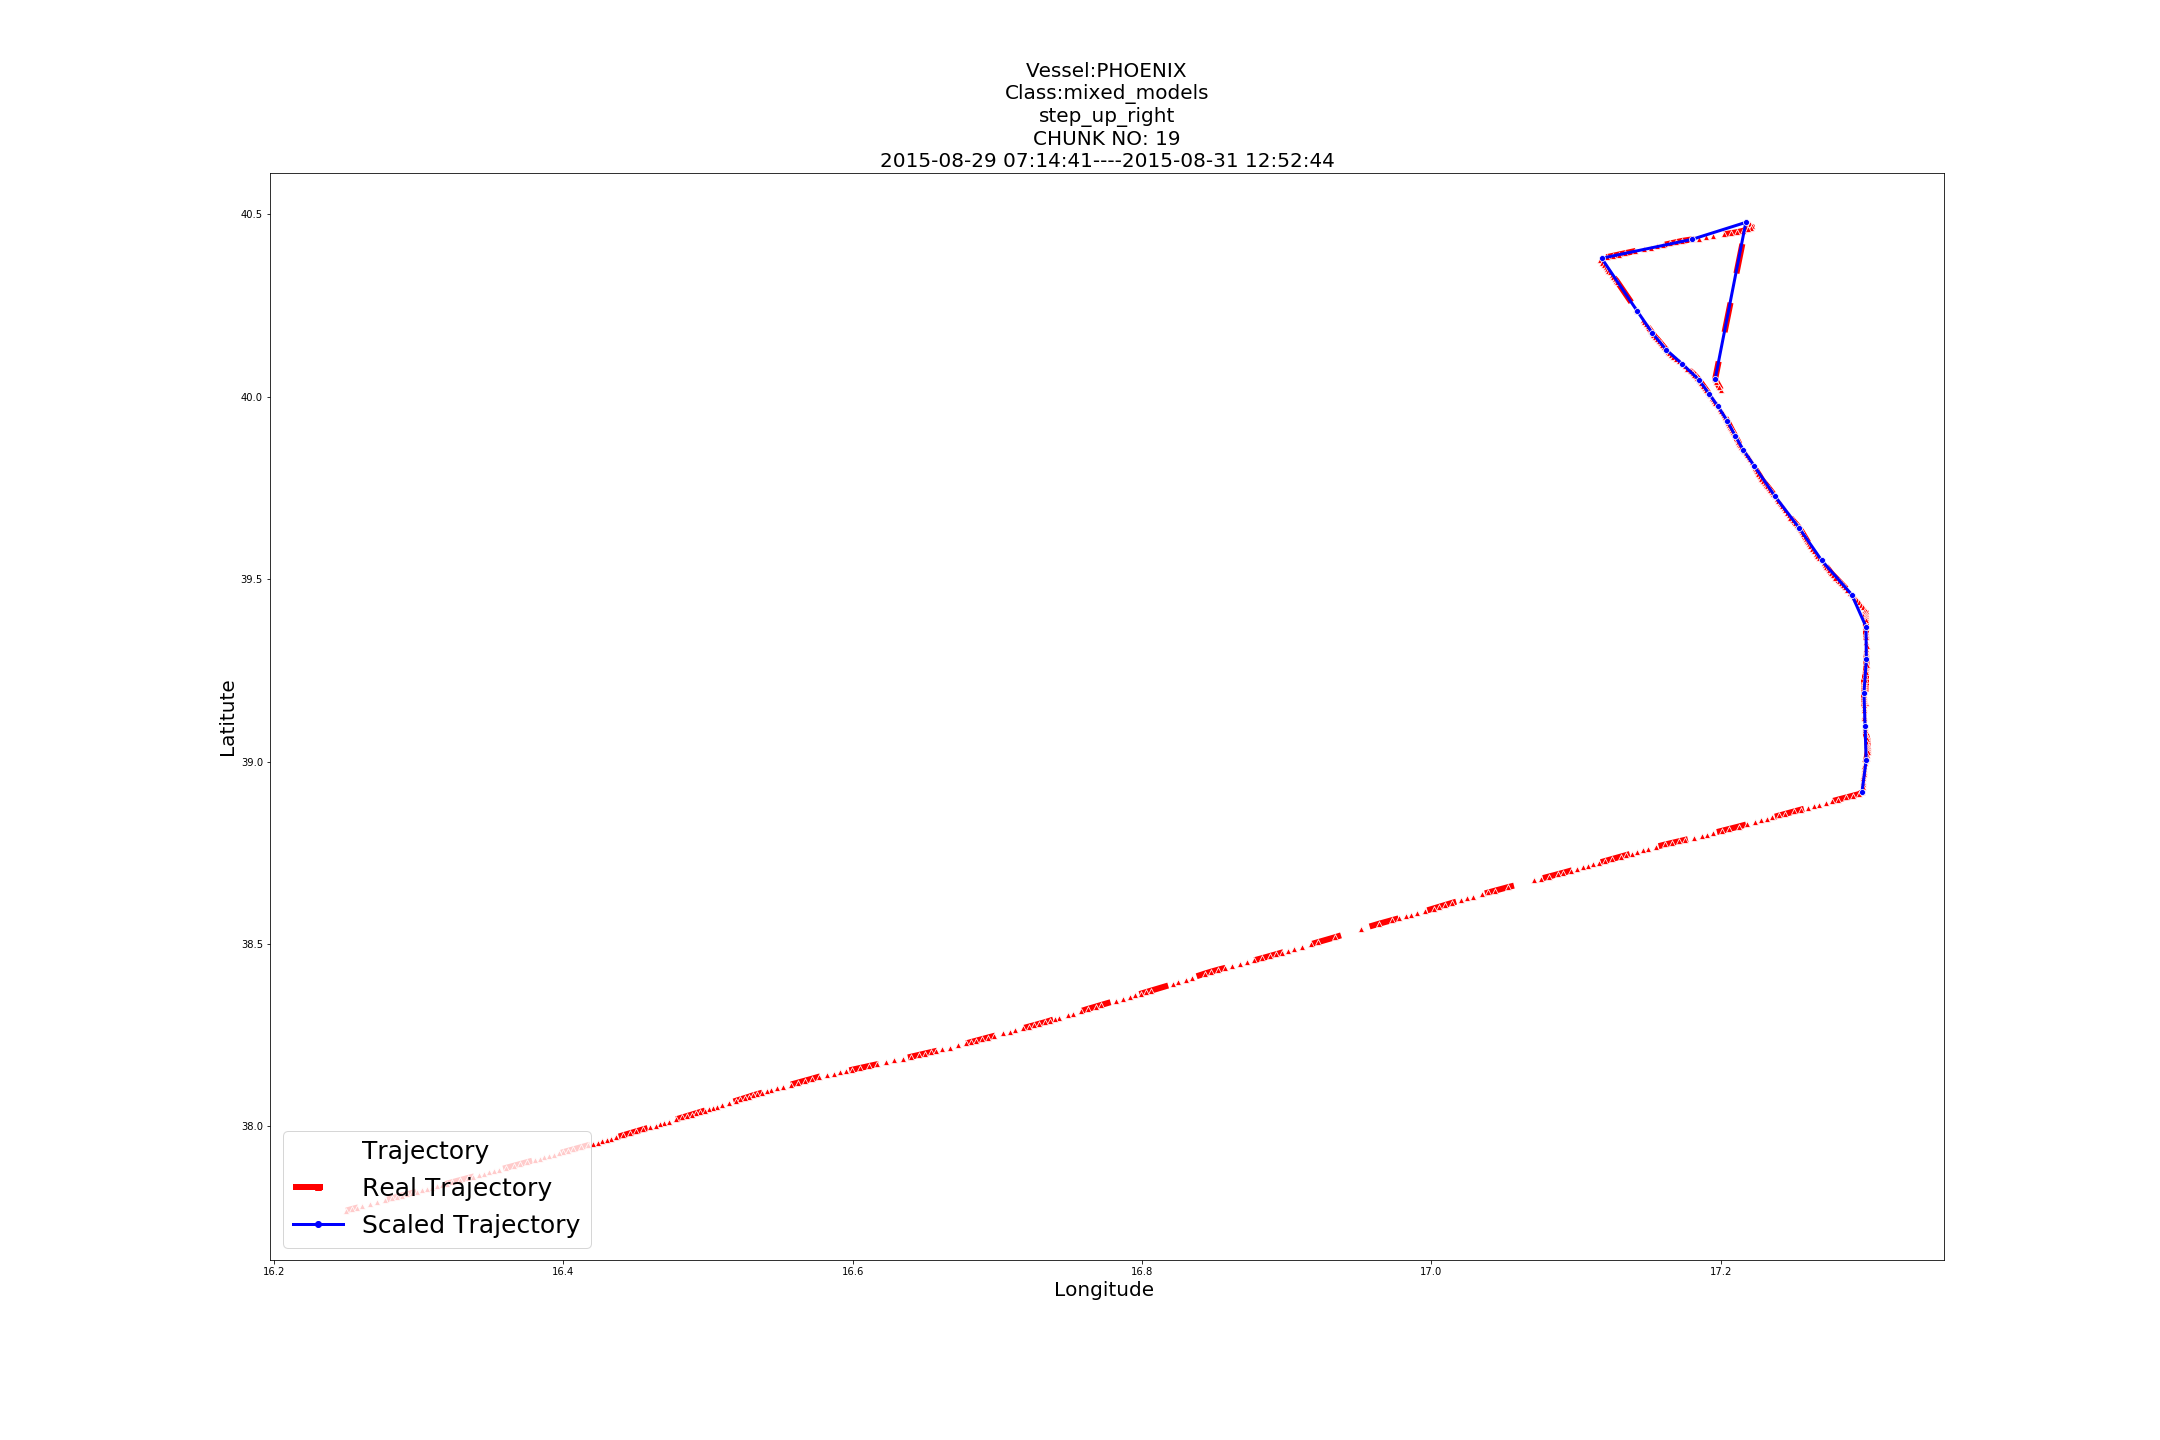 Vessel:PHOENIX
Class:mixed_models
step_up_right
CHUNK NO: 19
2015-08-29 07:14:41----2015-08-31 12:52:44
40.5
40.0
39.5
39.0
38.5
38.0
Latitute
Trajectory
Real Trajectory
Scaled Trajectory
16.2 16.4 16.6 16.8 17.0 17.2
Longitude